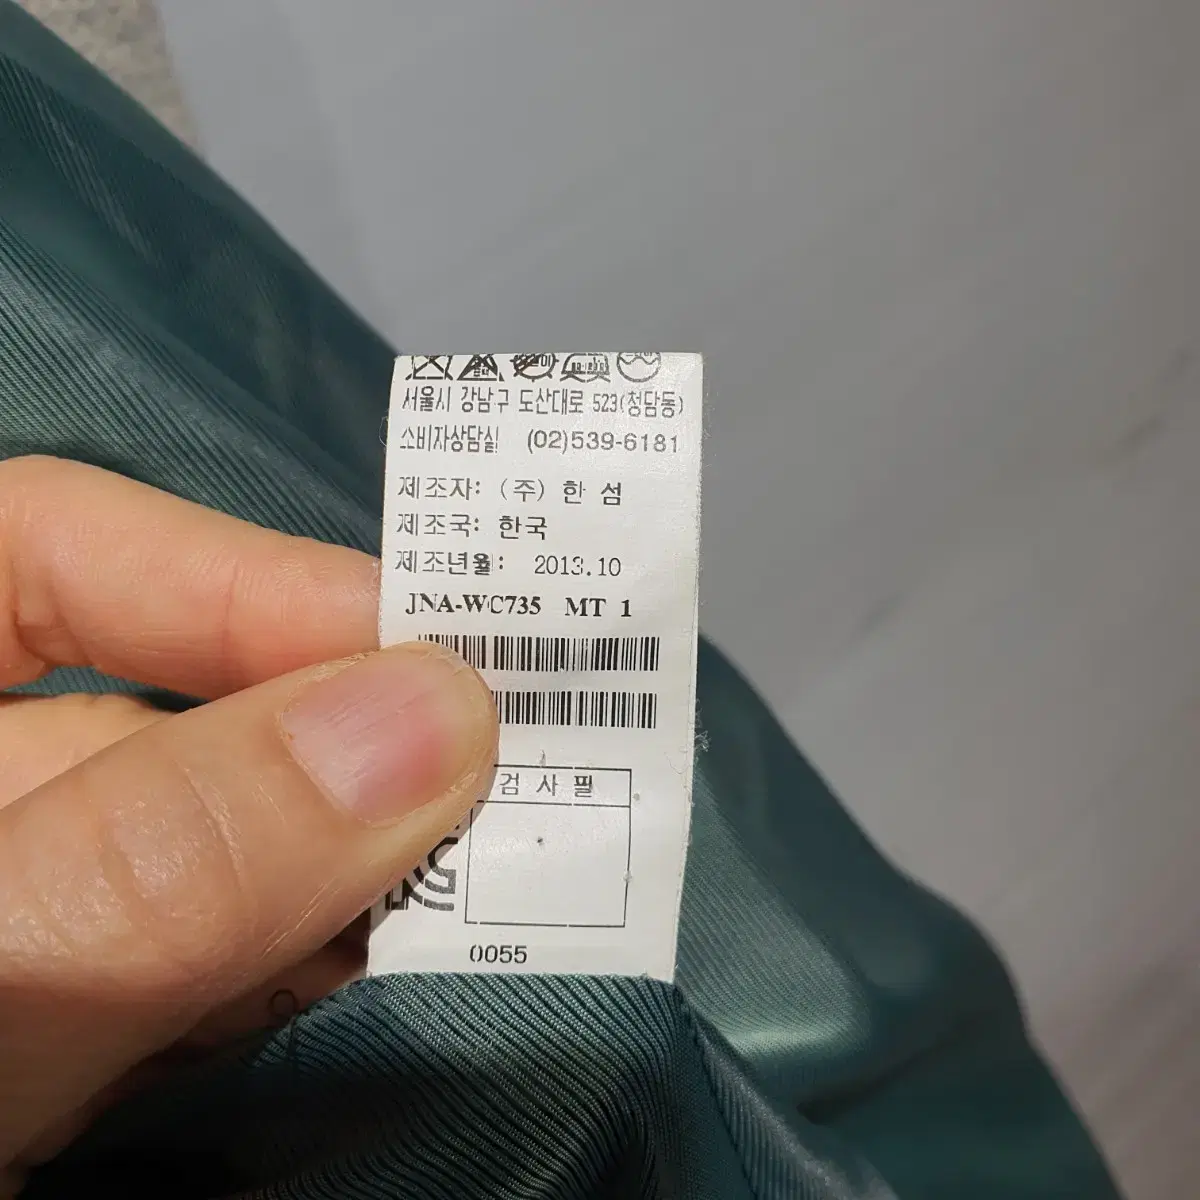 서울시 강남구 도산대로 523(청담동)
소비자상담실 (02)539-6181
제조자: (주) 한 섬
제조국: 한국
제조년월: 2013.10
JNA-WC735 MT 1
검 사 필
0055